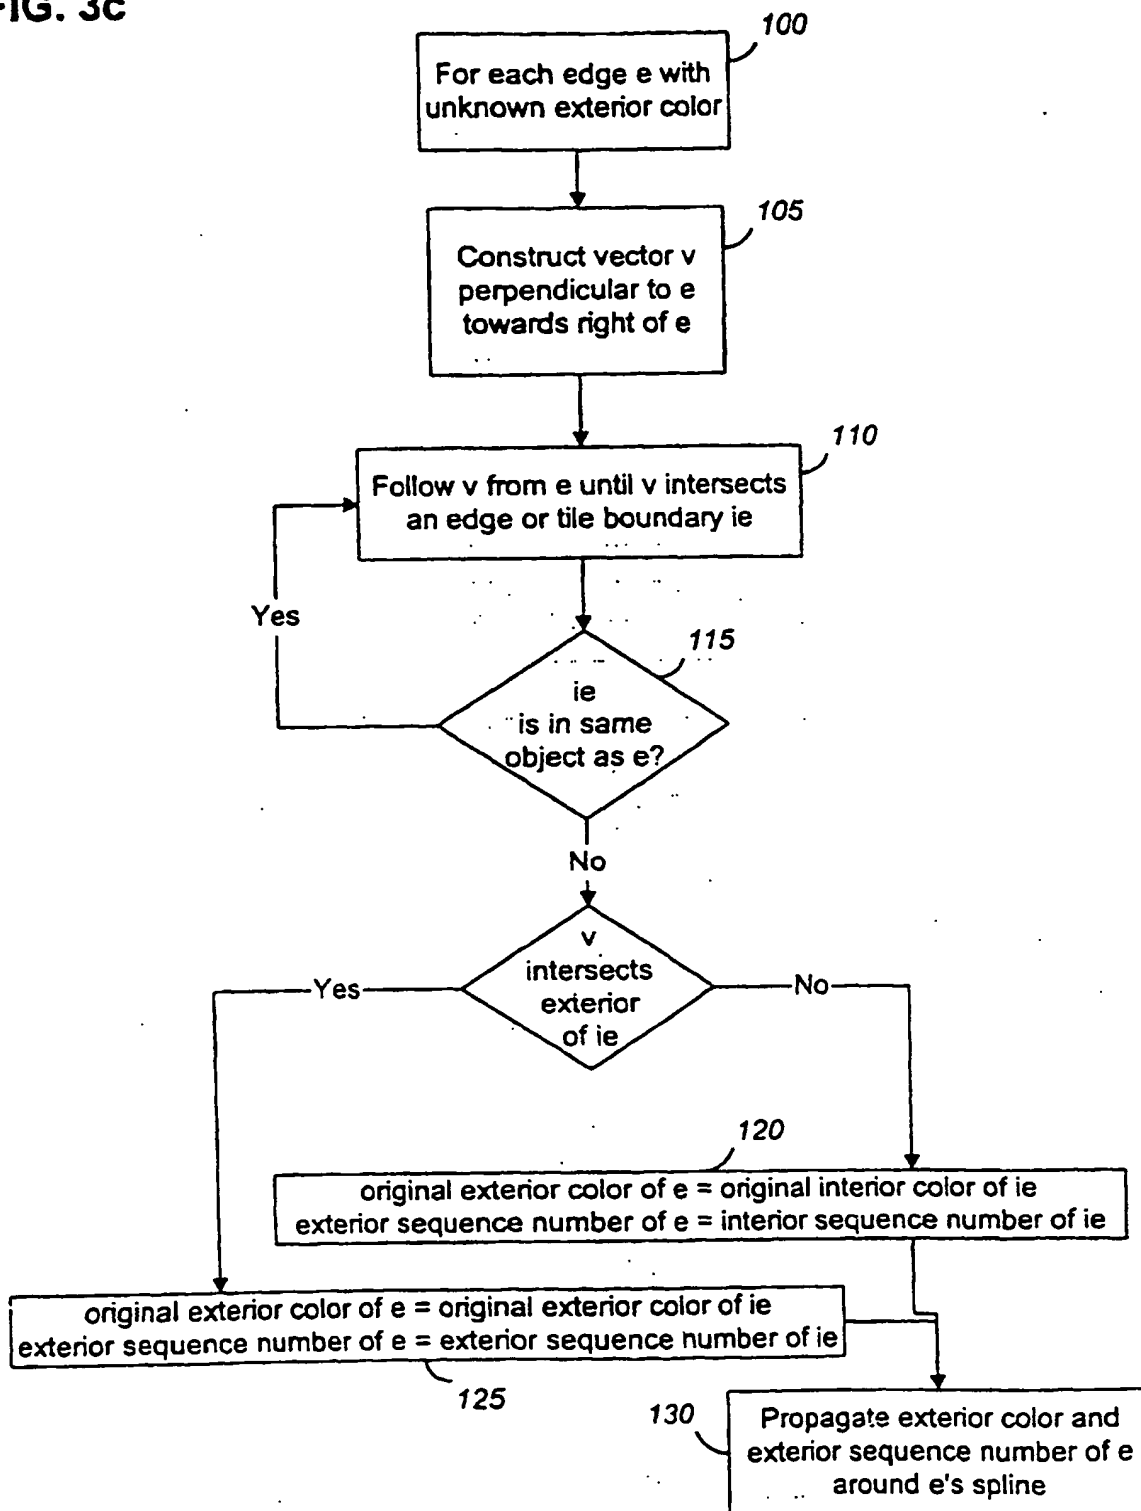 FIG. 3c
100
For each edge e with
unknown exterior color
105
Construct vector v
perpendicular to e
towards right of e
110
Follow v from e until v intersects
an edge or tile boundary ie
Yes
115
ie
is in same
object as e?
No
v
intersects
exterior
of ie
Yes
No
120
original exterior color of e = original interior color of ie
exterior sequence number of e = interior sequence number of ie
original exterior color of e = original exterior color of ie
exterior sequence number of e = exterior sequence number of ie
125
130
Propagate exterior color and
exterior sequence number of e
around e's spline